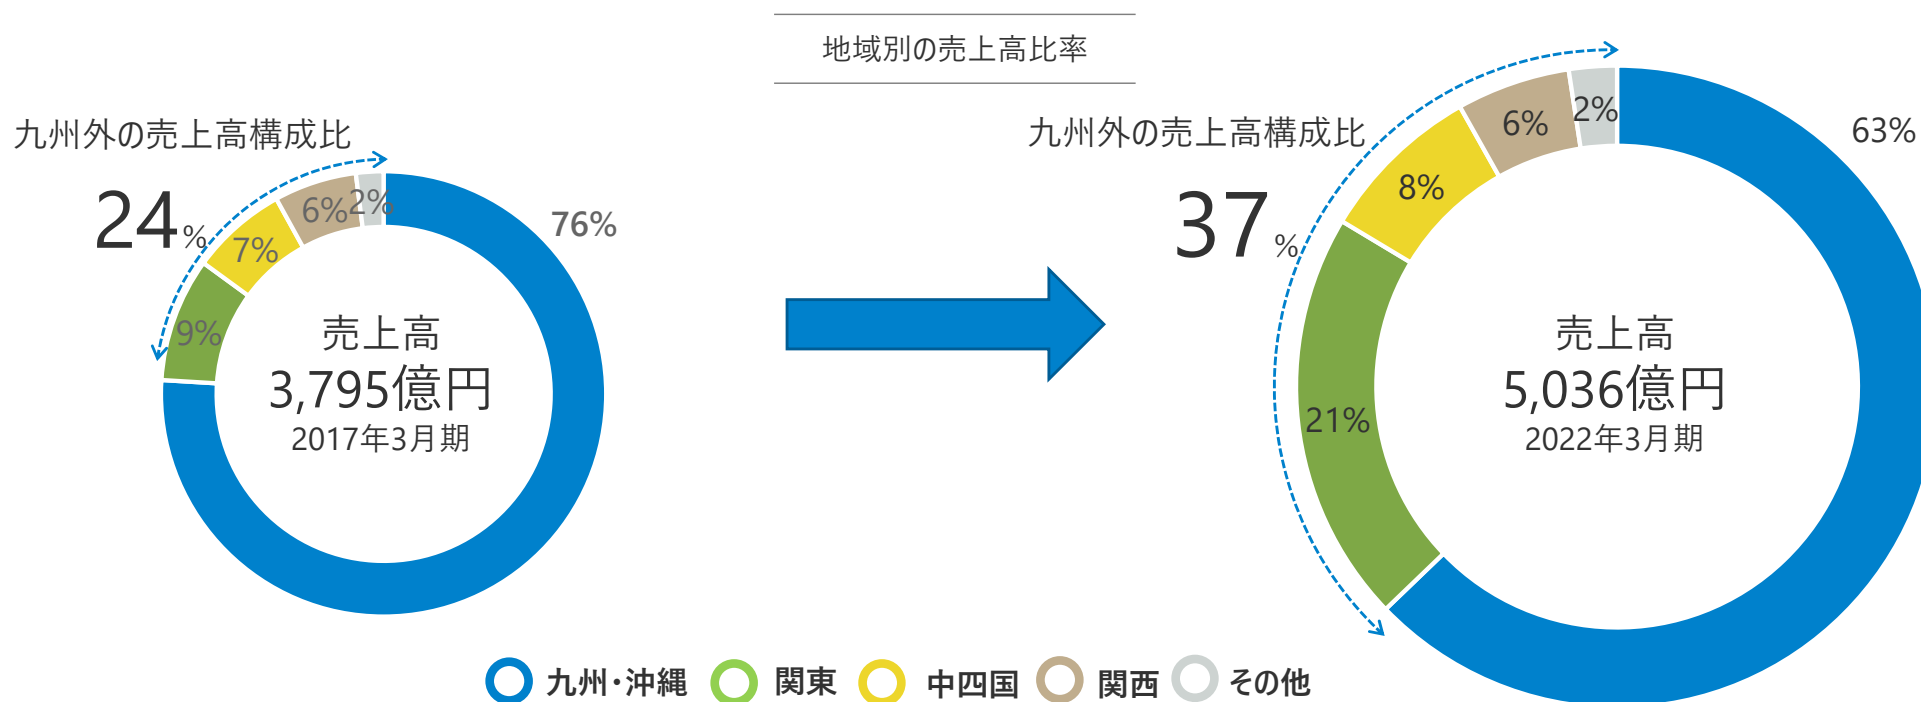 地域別の売上高比率
九州外の売上高構成比
24%
2%
6%
7%
9%
76%
売上高
3,795億円
2017年3月期
九州外の売上高構成比
37%
2%
6%
8%
21%
63%
売上高
5,036億円
2022年3月期
九州・沖縄 関東 中四国 関西 その他